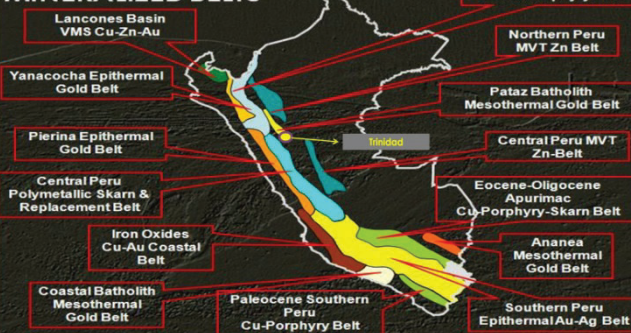 Lancones Basin
VMS Cu-Zn-Au
Northern Peru
MVT Zn Belt
Yanacocha Epithermal
Gold Belt
Pataz Batholith
Mesothermal Gold Belt
Pierina Epithermal
Gold Belt
Trinidad
Central Peru MVT
Zn-Belt
Central Peru
Polymetallic Skarn &
Replacement Belt
Eocene-Oligocene
Apurimac
Cu-Porphyry-Skarn Belt
Iron Oxides
Cu-Au Coastal
Belt
Ananea
Mesothermal
Gold Belt
Coastal Batholith
Mesothermal
Gold Belt
Paleocene Southern
Peru
Cu-Porphyry Belt
Southern Peru
Epithermal Au-Ag Belt